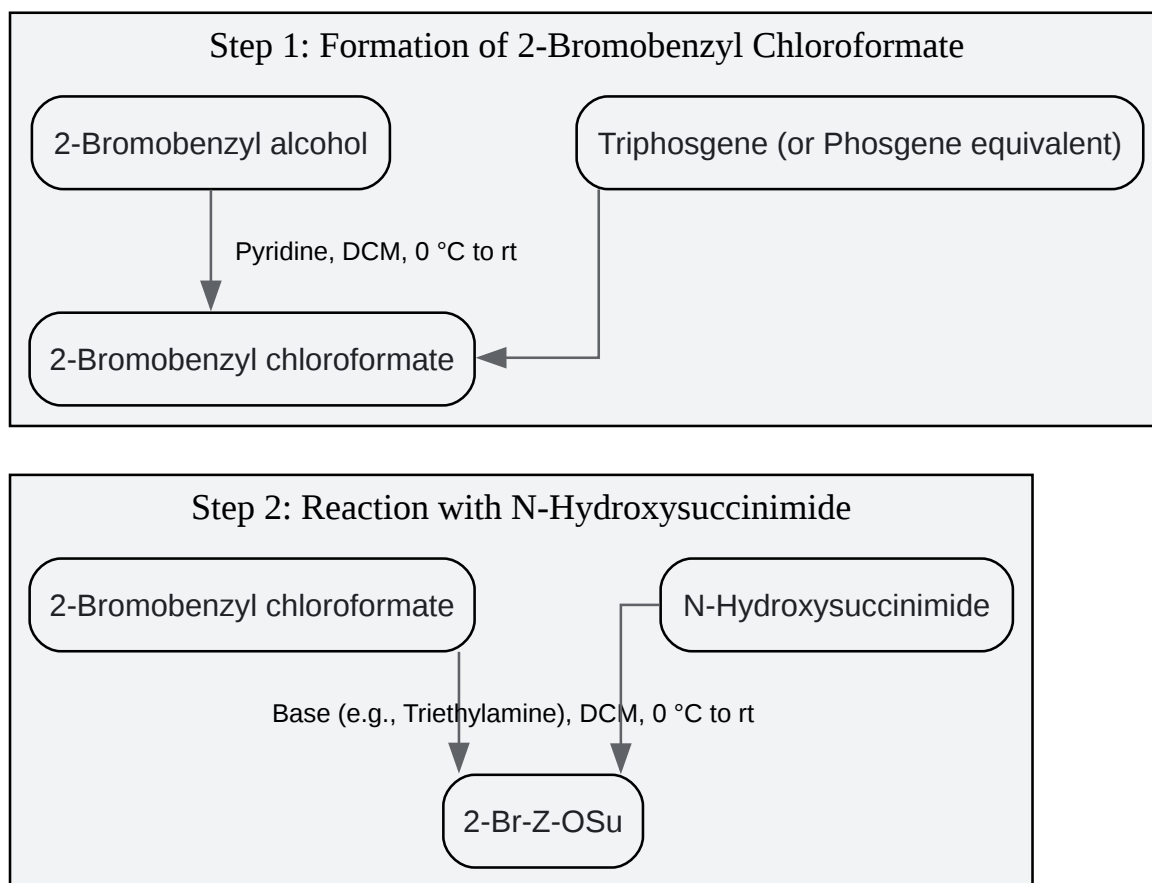 Step 1: Formation of 2-Bromobenzyl Chloroformate
2-Bromobenzyl alcohol
Triphosgene (or Phosgene equivalent)
Pyridine, DCM, 0 °C to rt
2-Bromobenzyl chloroformate
Step 2: Reaction with N-Hydroxysuccinimide
2-Bromobenzyl chloroformate
N-Hydroxysuccinimide
Base (e.g., Triethylamine), DCM, 0 °C to rt
2-Br-Z-OSu